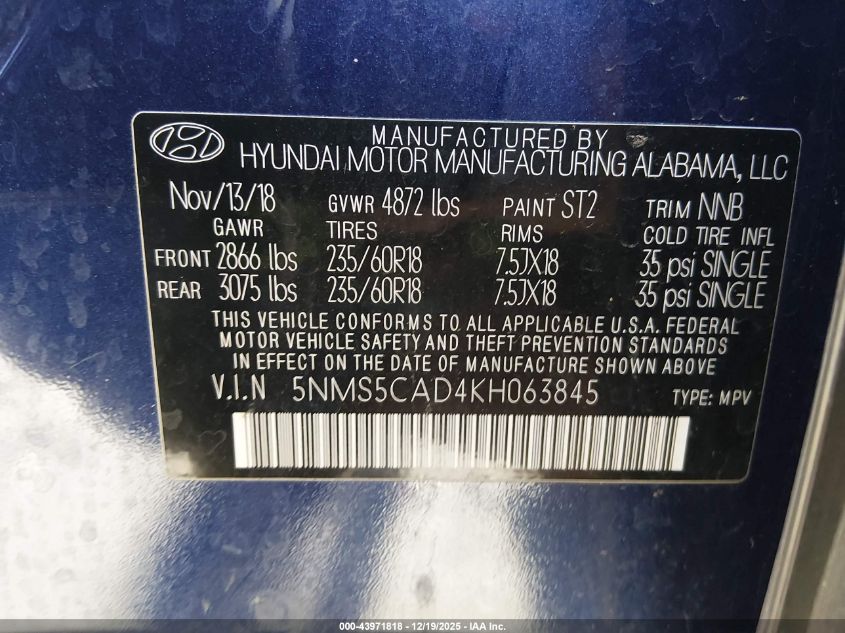 MANUFACTURED BY
HYUNDAI MOTOR MANUFACTURING ALABAMA, LLC
Nov/13/18 GVWR 4872 lbs PAINT ST2 TRIM NNB
GAWR TIRES RIMS COLD TIRE INFL
FRONT 2866 lbs 235/60R18 7.5JX18 35 psi SINGLE
REAR 3075 lbs 235/60R18 7.5JX18 35 psi SINGLE
THIS VEHICLE CONFORMS TO ALL APPLICABLE U.S.A. FEDERAL
MOTOR VEHICLE SAFETY AND THEFT PREVENTION STANDARDS
IN EFFECT ON THE DATE OF MANUFACTURE SHOWN ABOVE
V.I.N 5NMS5CAD4KH063845 TYPE: MPV
000-43971818 - 12/19/2025 - IAA Inc.